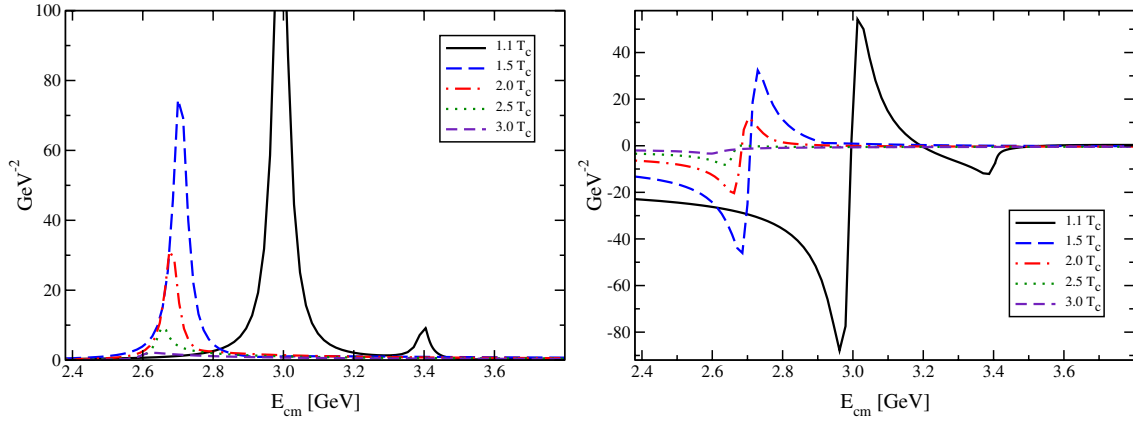 GeV⁻²
100
80
60
40
20
0
2.4 2.6 2.8 3.0 3.2 3.4 3.6
E_cm [GeV]
1.1 T_c
1.5 T_c
2.0 T_c
2.5 T_c
3.0 T_c
GeV⁻²
40
20
0
-20
-40
-60
-80
2.4 2.6 2.8 3.0 3.2 3.4 3.6
E_cm [GeV]
1.1 T_c
1.5 T_c
2.0 T_c
2.5 T_c
3.0 T_c